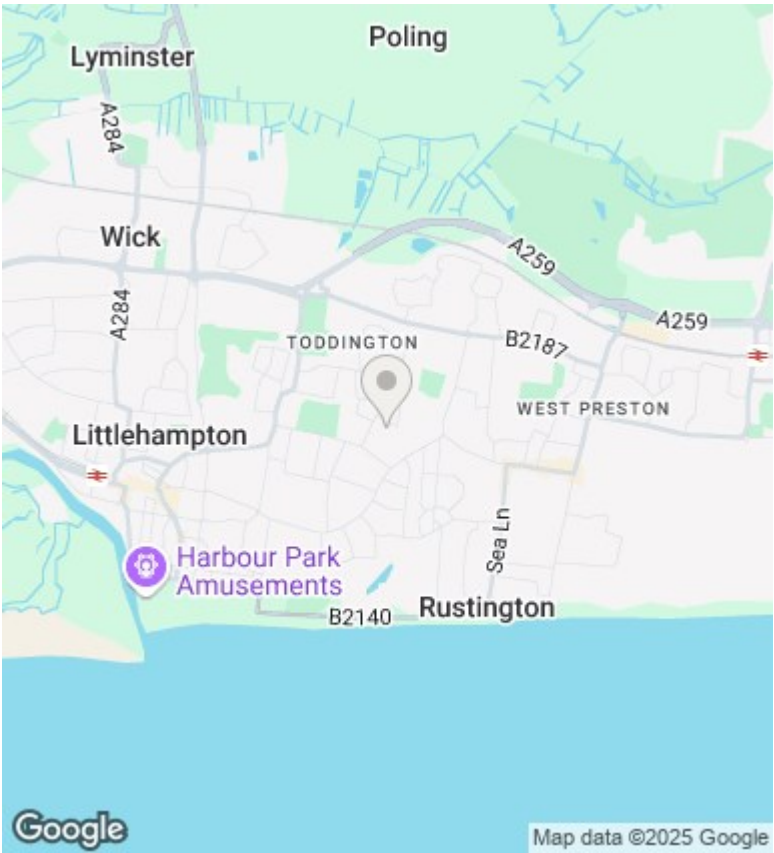 Poling
Lyminster
A284
Wick
A259
A284
A259
TODDINGTON
B2187
WEST PRESTON
Littlehampton
Sea Ln
Harbour Park
Amusements
Rustington
B2140
Google
Map data ©2025 Google